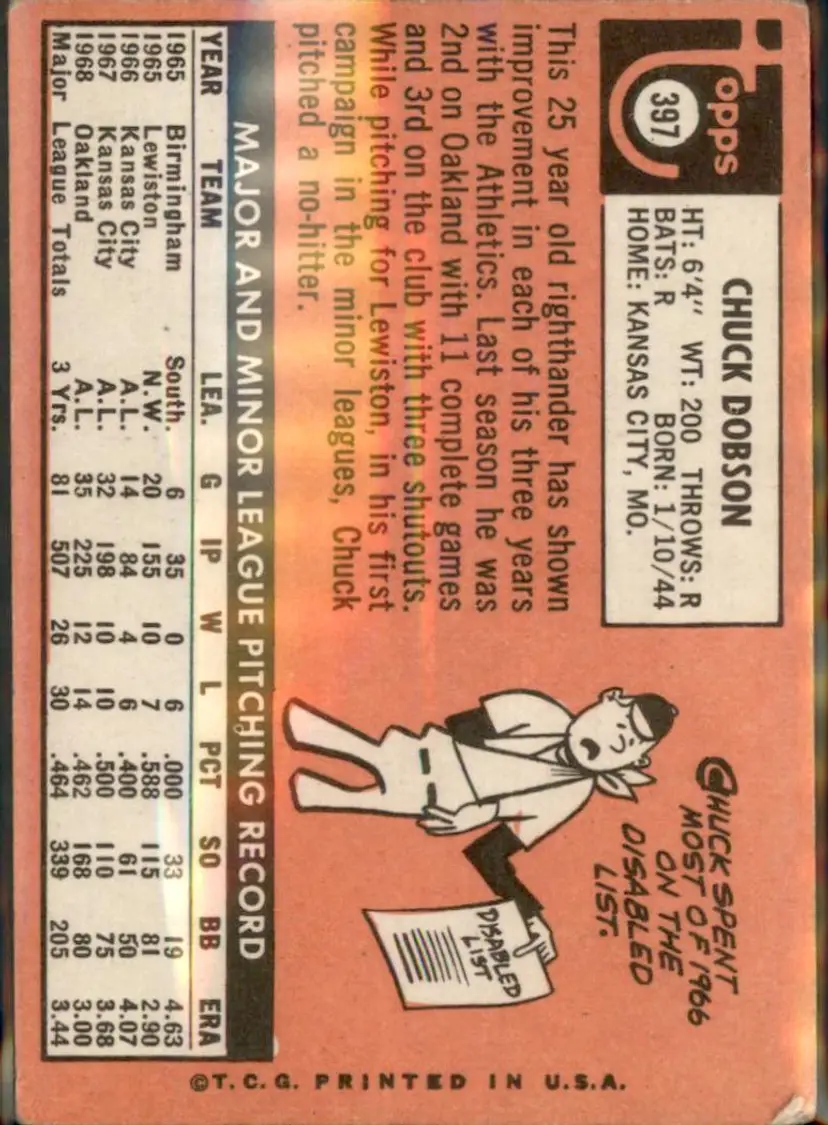 Topps
397
CHUCK DOBSON
HT: 6'4" WT: 200 THROWS: R
BATS: R BORN: 1/10/44
HOME: KANSAS CITY, MO.
This 25 year old righthander has shown
improvement in each of his three years
with the Athletics. Last season he was
2nd on Oakland with 11 complete games
and 3rd on the club with three shutouts.
While pitching for Lewiston, in his first
campaign in the minor leagues, Chuck
pitched a no-hitter.
CHUCK SPENT
MOST OF 1966
ON THE
DISABLED
LIST.
DISABLED
LIST
MAJOR AND MINOR LEAGUE PITCHING RECORD
YEAR TEAM LEA. G IP W L PCT SO BB ERA
1965 Birmingham South. 6 35 0 6 .000 33 19 4.63
1965 Lewiston N.W. 20 155 10 7 .588 115 81 2.90
1966 Kansas City A.L. 14 84 4 6 .400 61 50 4.07
1967 Kansas City A.L. 32 198 10 10 .500 110 75 3.68
1968 Oakland A.L. 35 225 12 14 .462 168 80 3.00
Major League Totals 3 Yrs. 81 507 26 30 .464 339 205 3.44
©T.C.G. PRINTED IN U.S.A.